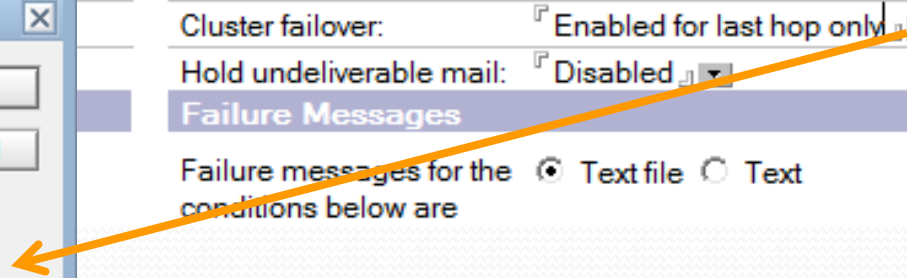 Cluster failover: Enabled for last hop only
Hold undeliverable mail: Disabled
Failure Messages
Failure messages for the Text file Text
conditions below are